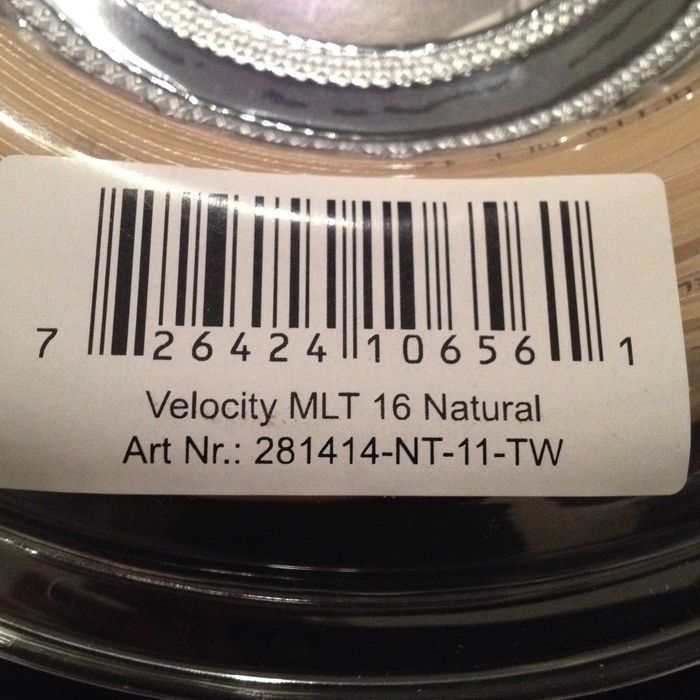 7 26424 10656 1
Velocity MLT 16 Natural
Art Nr.: 281414-NT-11-TW